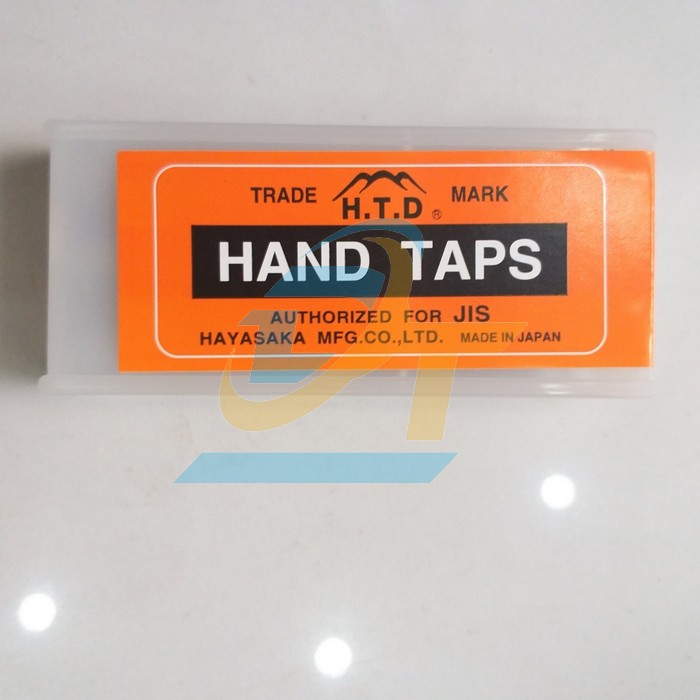 TRADE H.T.D ® MARK
HAND TAPS
AUTHORIZED FOR JIS
HAYASAKA MFG.CO.,LTD. MADE IN JAPAN